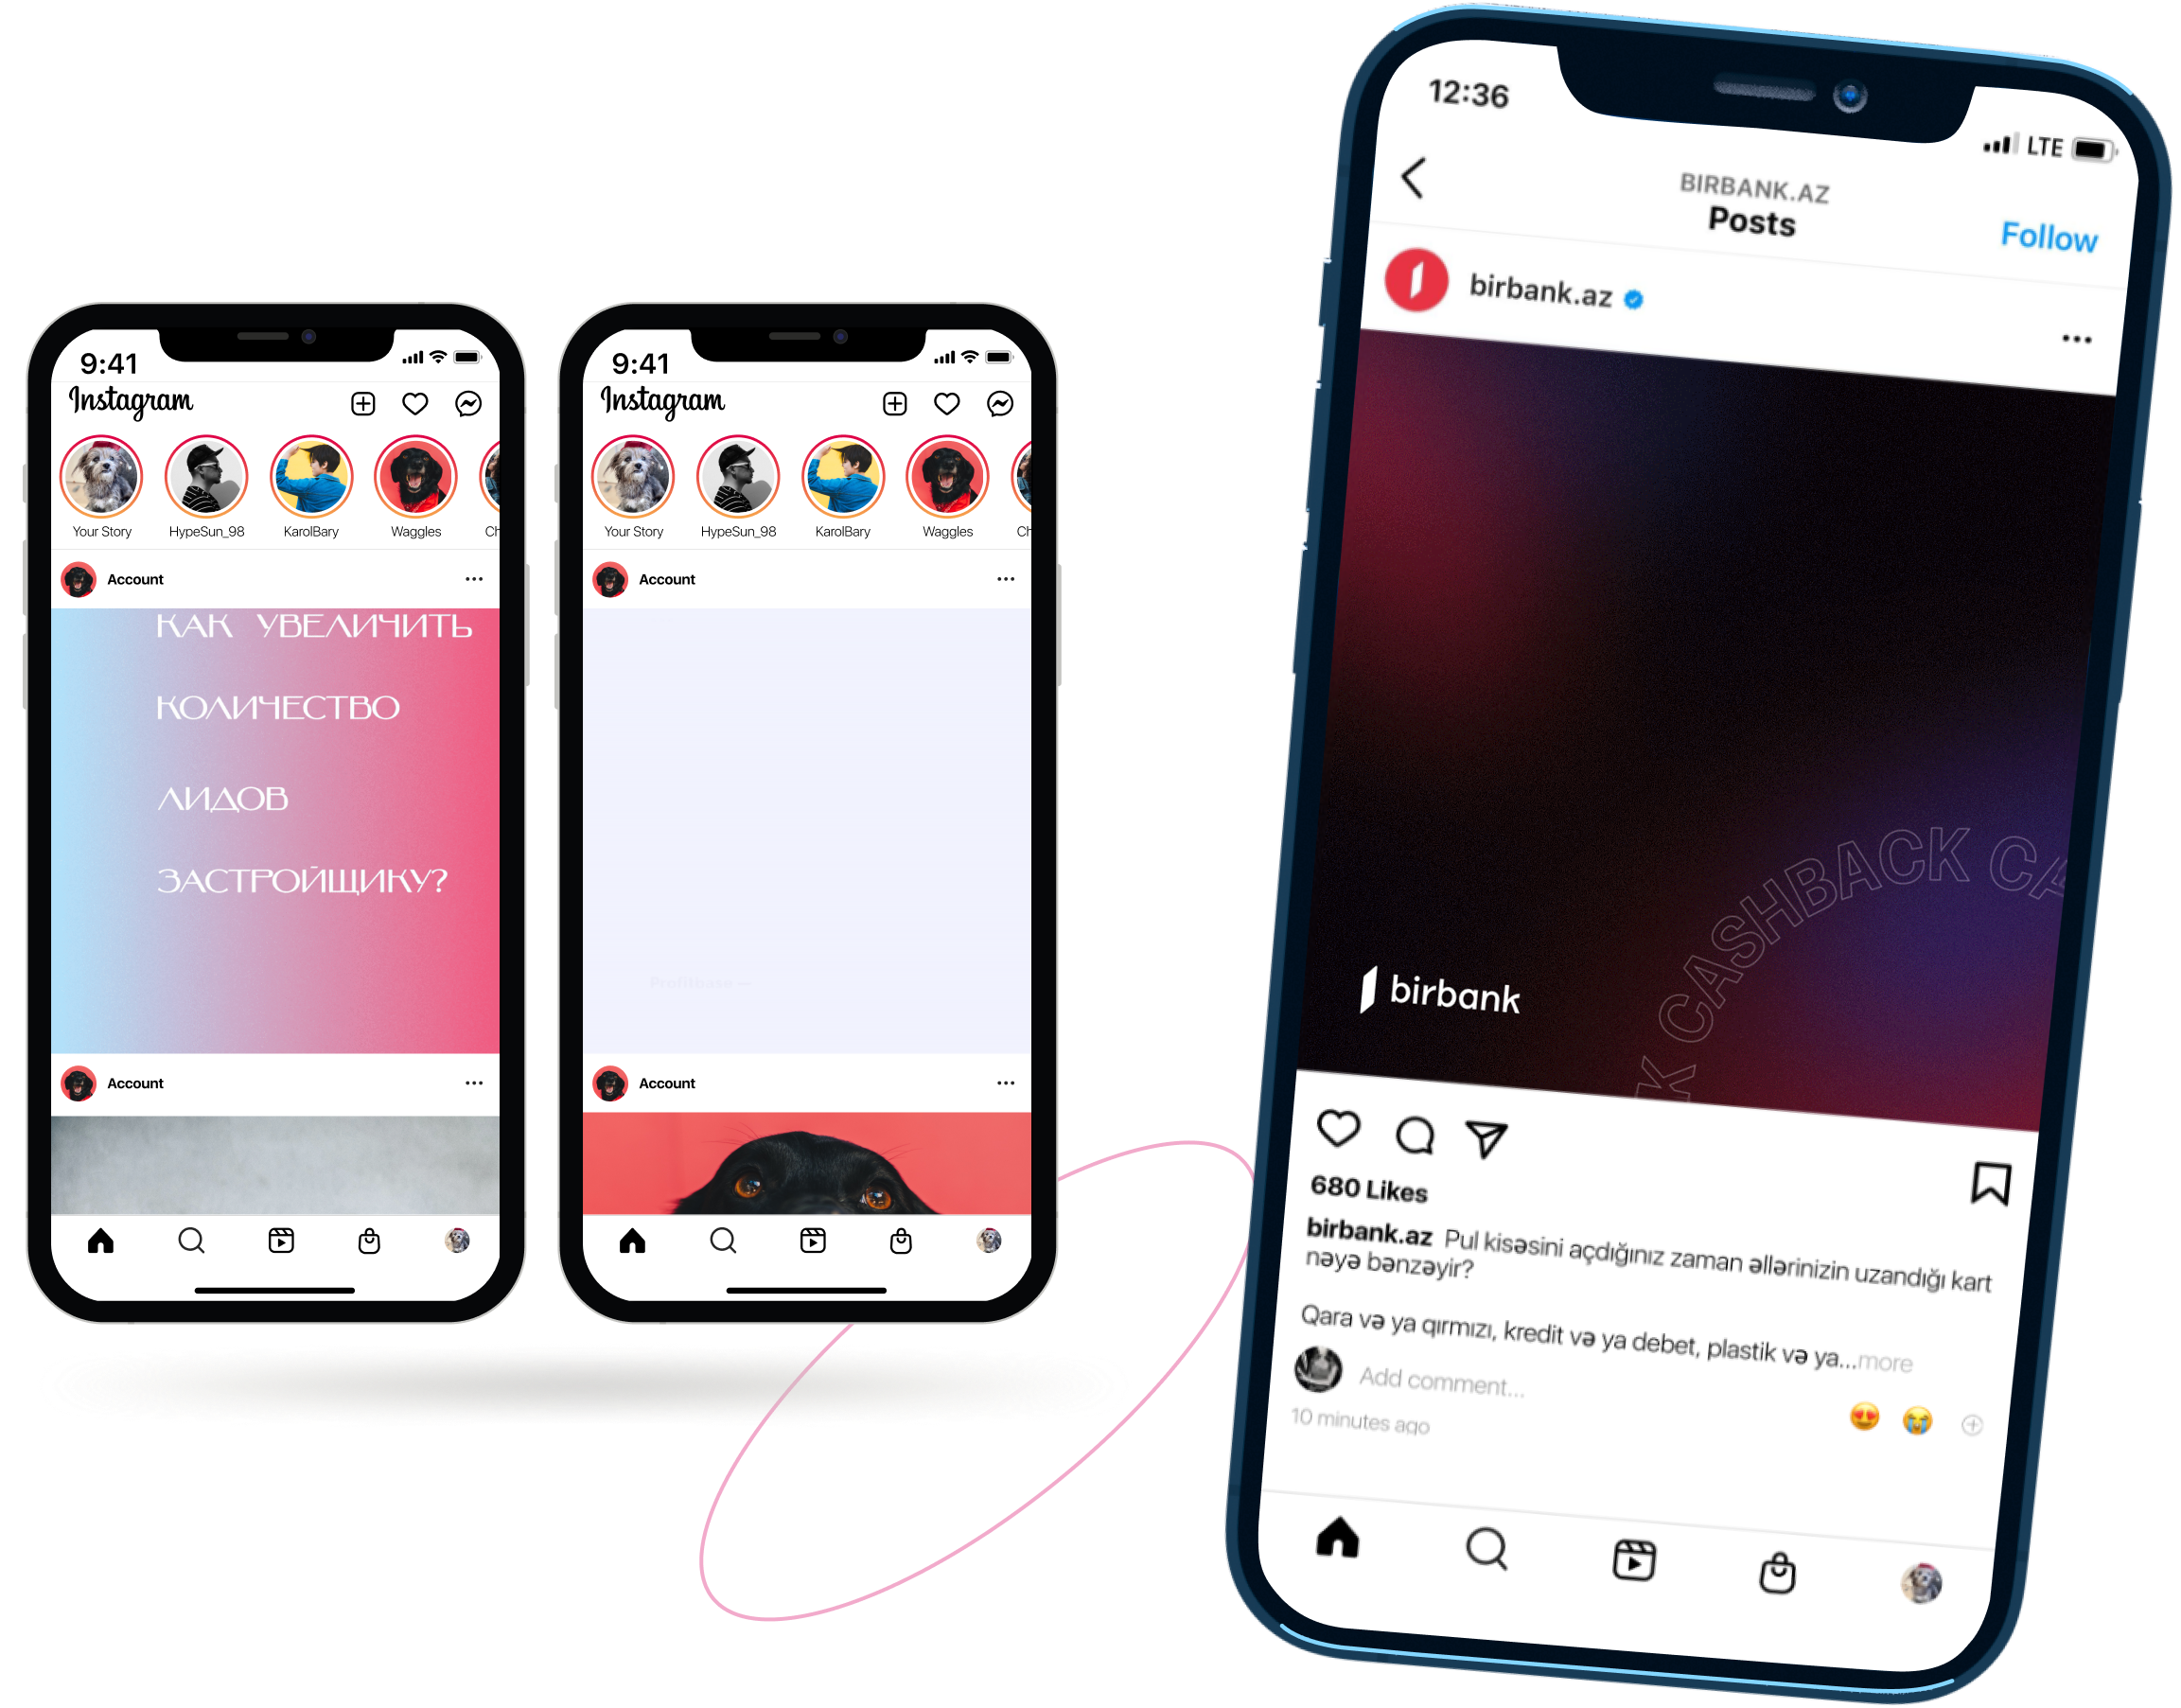 9:41
Instagram
Your Story HypeSun_98 KarolBary Waggles Ch
Account
КАК УВЕЛИЧИТЬ
КОЛИЧЕСТВО
ЛИДОВ
ЗАСТРОЙЩИКУ?
Account
9:41
Instagram
Your Story HypeSun_98 KarolBary Waggles Ch
Account
Profitbase —
Account
12:36
LTE
BIRBANK.AZ
Posts
Follow
birbank.az
K CASHBACK CA
birbank
680 Likes
birbank.az Pul kisəsini açdığınız zaman əllərinizin uzandığı kart
nəyə bənzəyir?
Qara və ya qırmızı, kredit və ya debet, plastik və ya...more
Add comment...
10 minutes ago